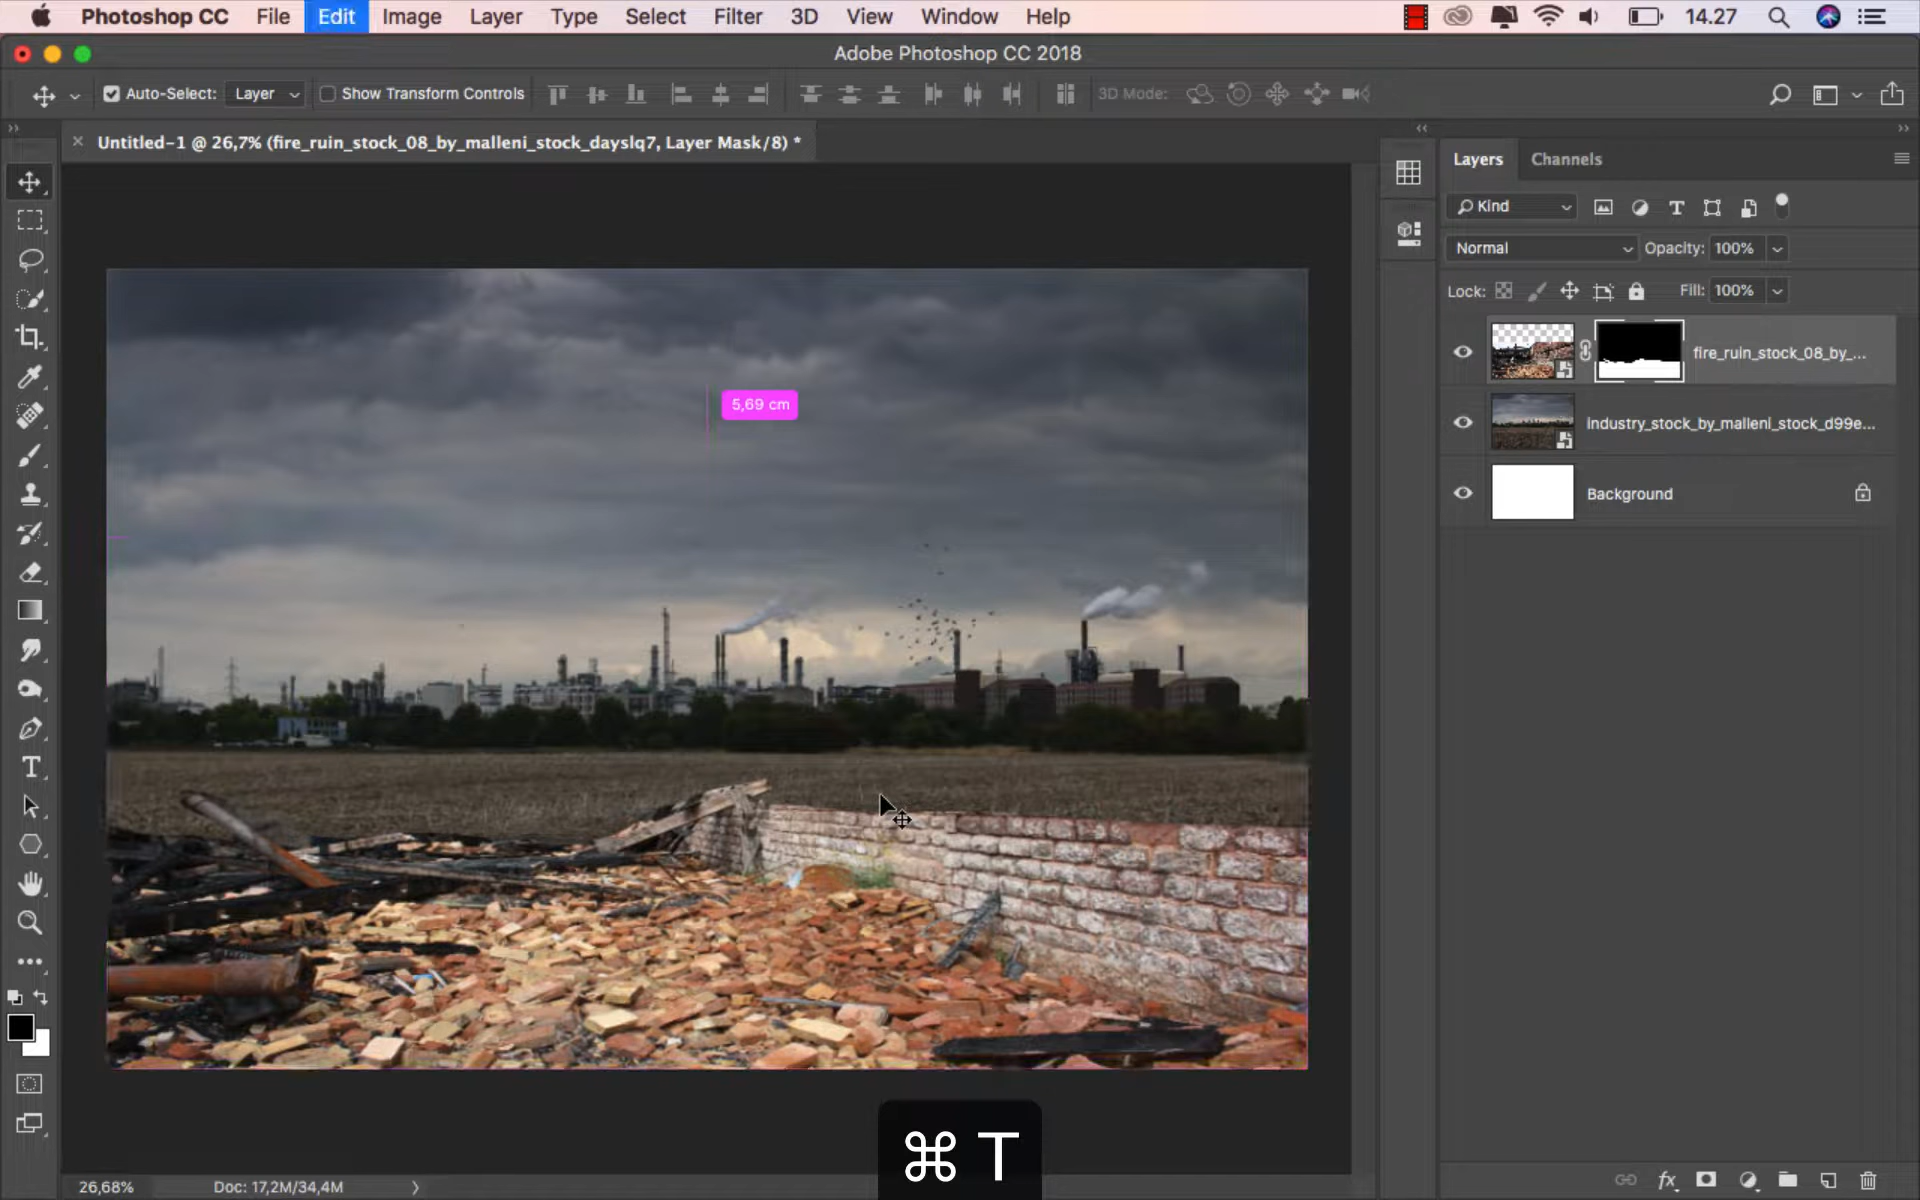 Photoshop CC File Edit Image Layer Type Select Filter 3D View Window Help 14.27
Adobe Photoshop CC 2018
Auto-Select: Layer Show Transform Controls 3D Mode:
Untitled-1 @ 26,7% (fire_ruin_stock_08_by_malleni_stock_dayslq7, Layer Mask/8) *
Layers Channels
Kind
Normal Opacity: 100%
Lock: Fill: 100%
fire_ruin_stock_08_by_...
industry_stock_by_malleni_stock_d99e...
Background
5,69 cm
⌘ T
26,68% Doc: 17,2M/34,4M
fx